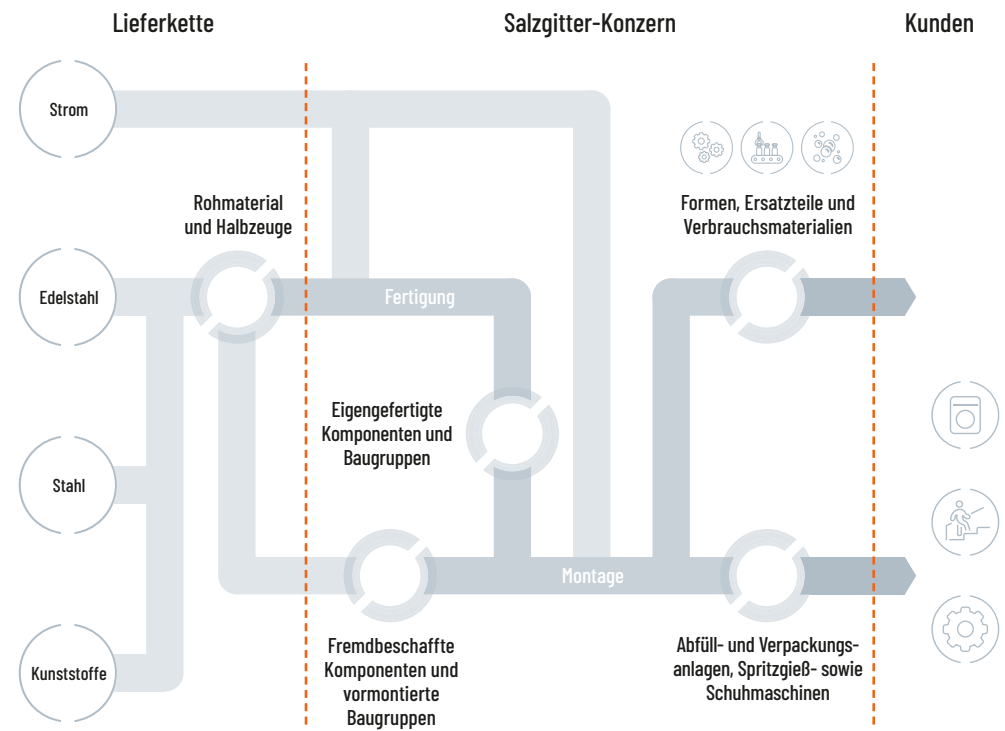 Lieferkette
Salzgitter-Konzern
Kunden
Strom
Rohmaterial
und Halbzeuge
Formen, Ersatzteile und
Verbrauchsmaterialien
Edelstahl
Fertigung
Eigengefertigte
Komponenten und
Baugruppen
Stahl
Montage
Fremdbeschaffte
Komponenten und
vormontierte
Baugruppen
Abfüll- und Verpackungs-
anlagen, Spritzgieß- sowie
Schuhmaschinen
Kunststoffe